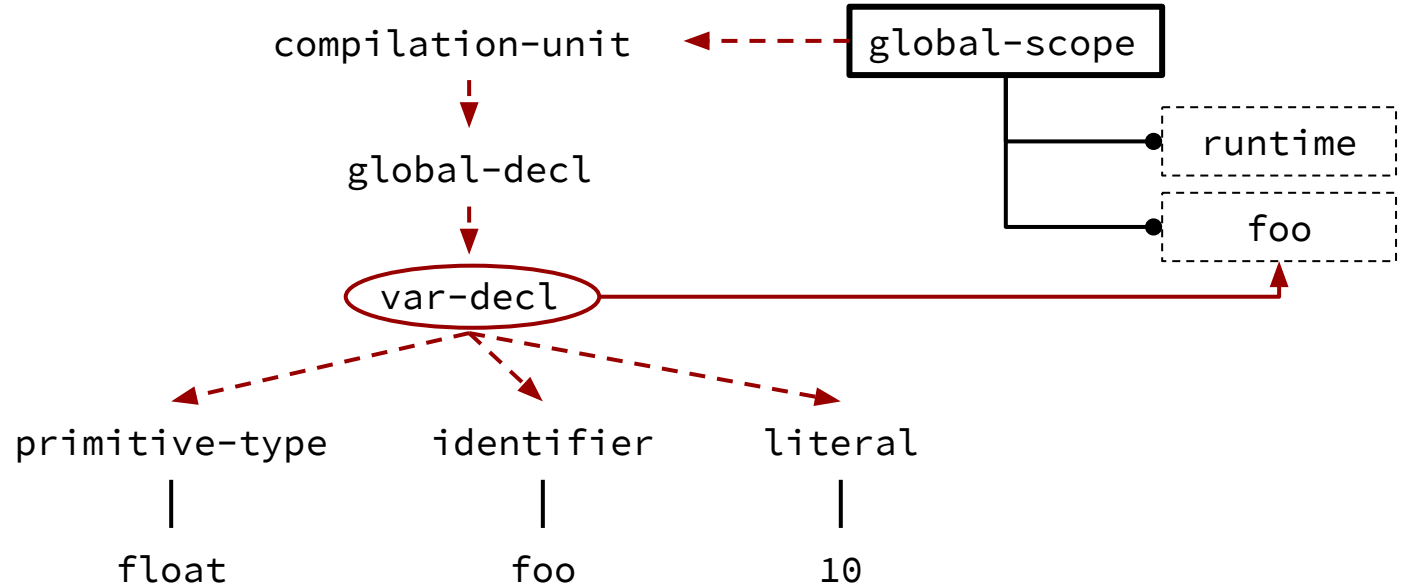 compilation-unit
global-scope
runtime
global-decl
foo
var-decl
primitive-type
identifier
literal
float
foo
10